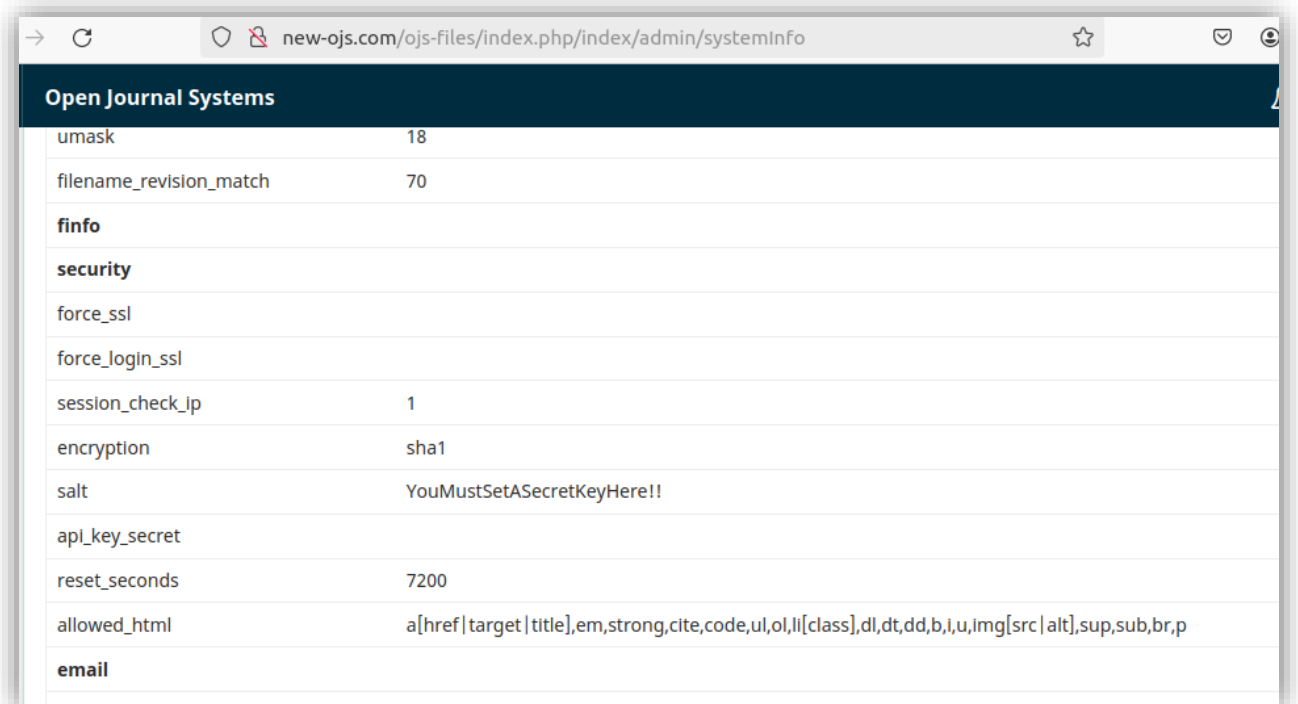 new-ojs.com/ojs-files/index.php/index/admin/systemInfo
Open Journal Systems
umask 18
filename_revision_match 70
finfo
security
force_ssl
force_login_ssl
session_check_ip 1
encryption sha1
salt YouMustSetASecretKeyHere!!
api_key_secret
reset_seconds 7200
allowed_html a[href|target|title],em,strong,cite,code,ul,ol,li[class],dl,dt,dd,b,i,u,img[src|alt],sup,sub,br,p
email